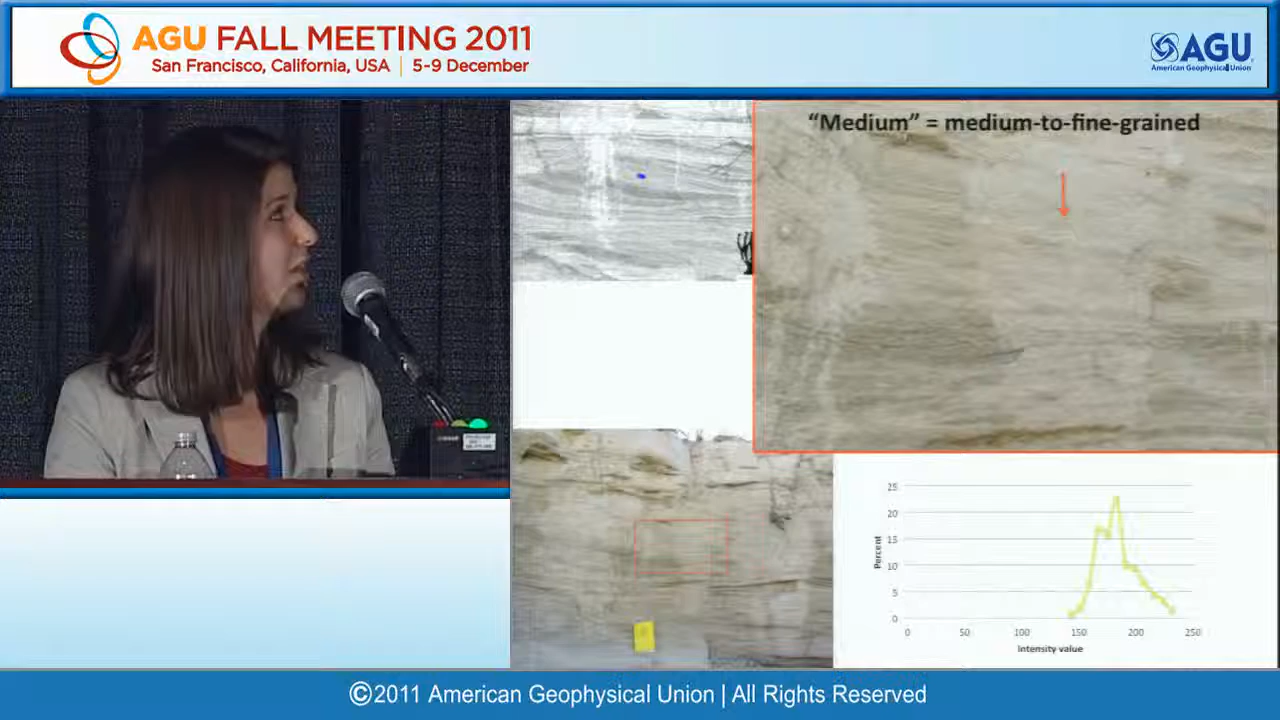 AGU FALL MEETING 2011
San Francisco, California, USA | 5-9 December
AGU
American Geophysical Union
"Medium" = medium-to-fine-grained
25
20
15
10
5
0
Percent
0 50 100 150 200 250
Intensity value
©2011 American Geophysical Union | All Rights Reserved